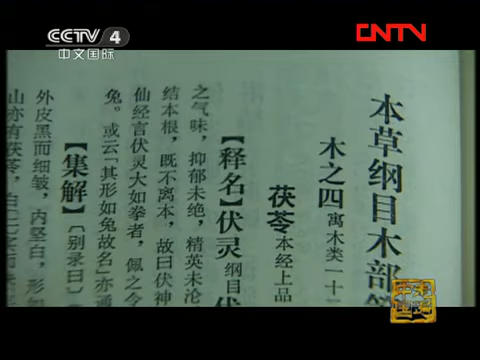 CCTV 4
中文国际
CNTV
本草纲目木部
木之四 寓木类一十
茯苓 本经上品
【释名】伏灵 纲目
之气味，抑郁未绝，精英未沦
结本根，既不离本，故曰伏神
仙经言伏灵大如拳者，佩之令
兔。或云「其形如兔故名」亦通
【集解】〔别录曰〕
外皮黑而细皱，内坚白，形如
山亦有茯苓，白